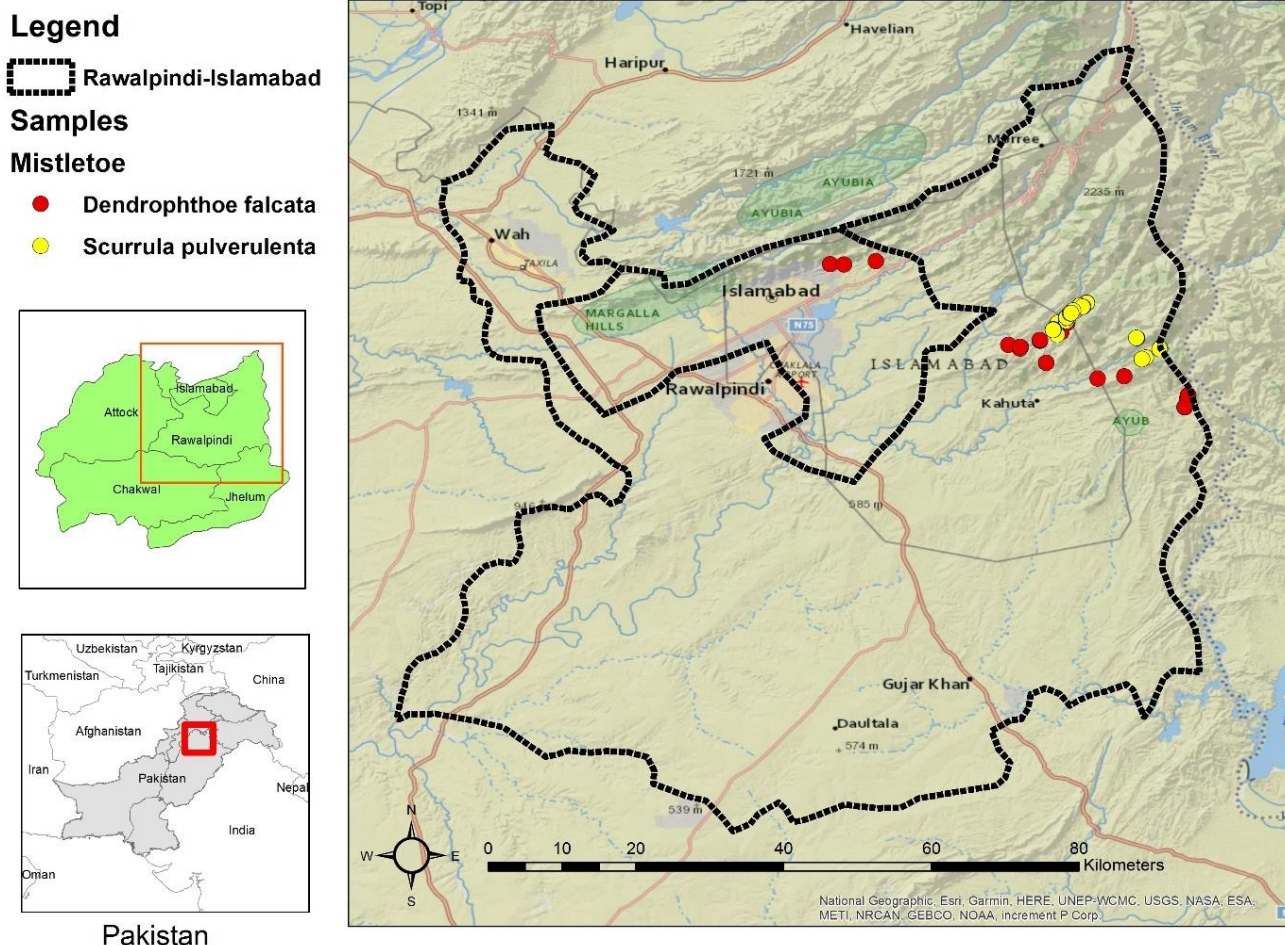 Legend
Rawalpindi-Islamabad
Samples
Mistletoe
Dendrophthoe falcata
Scurrula pulverulenta
Islamabad
Attock
Rawalpindi
Chakwal
Jhelum
Uzbekistan
Kyrgyzstan
Turkmenistan
Tajikistan
China
Afghanistan
Iran
Pakistan
Nepal
India
Oman
Pakistan
Topi
Havelian
Haripur
1341 m
Murree
1721 m
AYUBIA
2235 m
AYUBIA
Wah
TAXILA
Islamabad
MARGALLA
HILLS
N75
ISLAMABAD
Rawalpindi
Kahuta
AYUB
585 m
Gujar Khan
Daultala
574 m
539 m
N
W
E
S
0
10
20
40
60
80
Kilometers
National Geographic, Esri, Garmin, HERE, UNEP-WCMC, USGS, NASA, ESA,
METI, NRCAN, GEBCO, NOAA, increment P Corp.